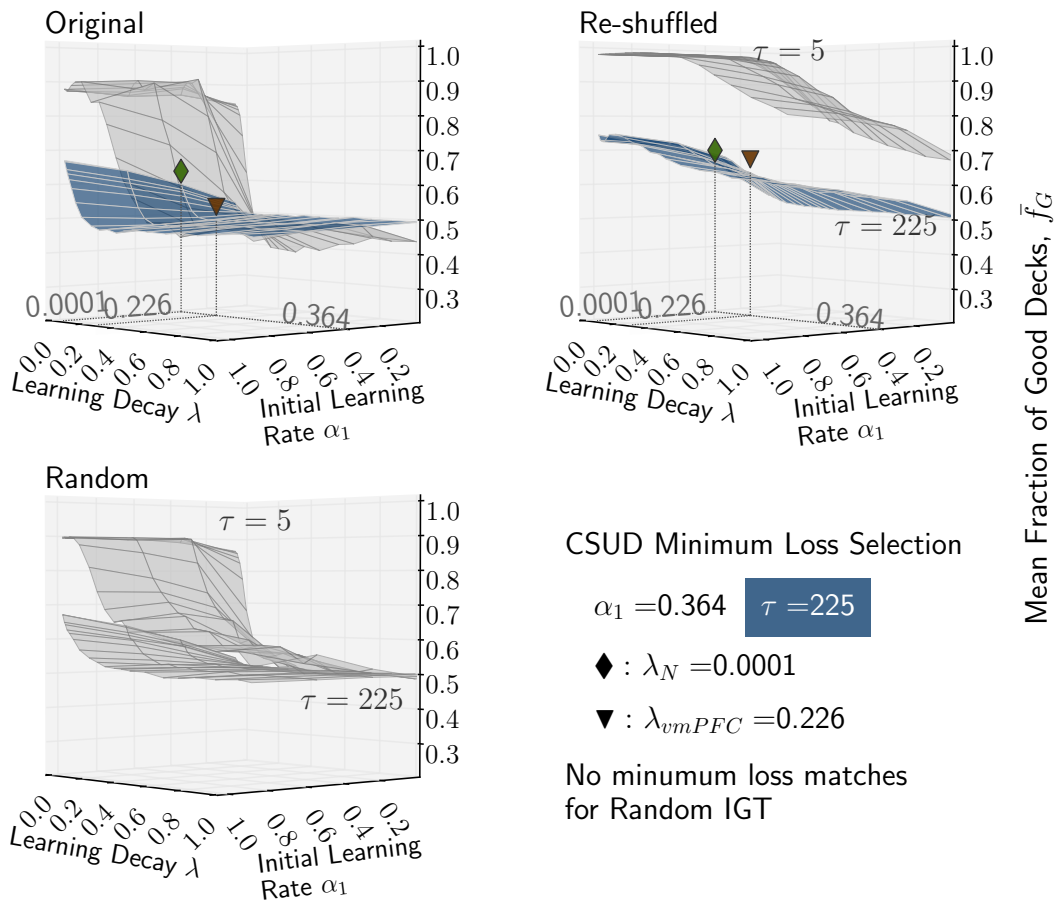 Original
1.0
0.9
0.8
0.7
0.6
0.5
0.4
0.3
0.0001
0.226
0.364
0.0
0.2
0.4
0.6
0.8
1.0
Learning Decay λ
1.0
0.8
0.6
0.4
0.2
Initial Learning
Rate α₁
Re-shuffled
τ = 5
1.0
0.9
0.8
0.7
0.6
0.5
0.4
0.3
τ = 225
0.0001
0.226
0.364
0.0
0.2
0.4
0.6
0.8
1.0
Learning Decay λ
1.0
0.8
0.6
0.4
0.2
Initial Learning
Rate α₁
Mean Fraction of Good Decks, f̄_G
Random
τ = 5
1.0
0.9
0.8
0.7
0.6
0.5
0.4
0.3
τ = 225
0.0
0.2
0.4
0.6
0.8
1.0
Learning Decay λ
1.0
0.8
0.6
0.4
0.2
Initial Learning
Rate α₁
CSUD Minimum Loss Selection
α₁ =0.364 τ =225
♦ : λ_N =0.0001
▼ : λ_vmPFC =0.226
No minumum loss matches
for Random IGT